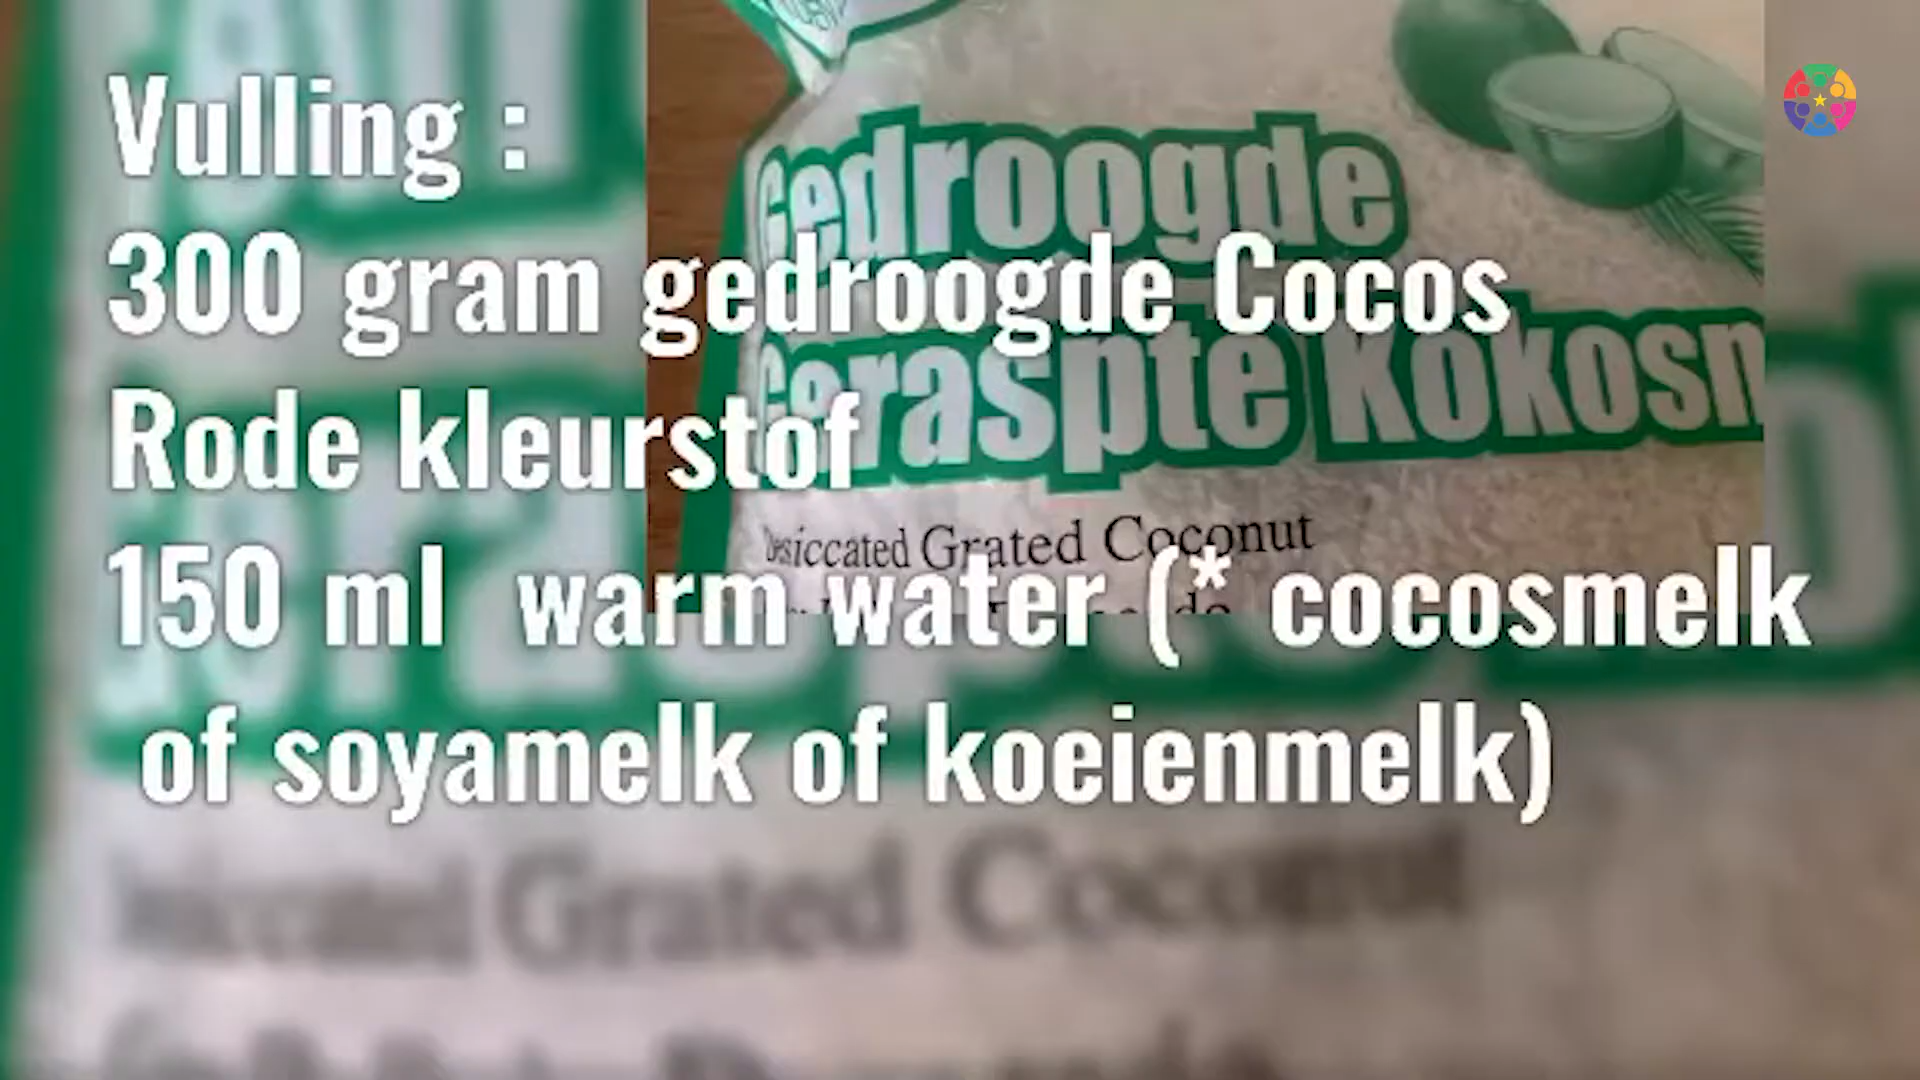 Vulling :
300 gram gedroogde Cocos
Rode kleurstof
150 ml warm water (* cocosmelk
of soyamelk of koeienmelk)
Gedroogde
Geraspte Kokosn
Desiccated Grated Coconut
Grated Coconut